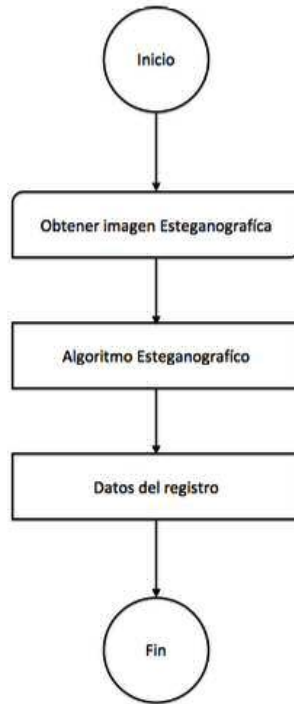 Inicio
Obtener imagen Esteganografíca
Algoritmo Esteganografíco
Datos del registro
Fin